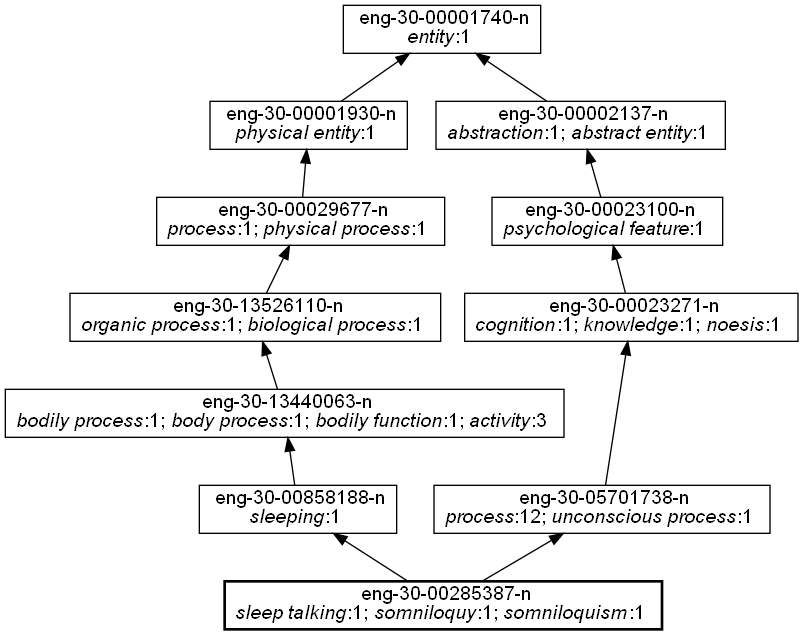 eng-30-00001740-n
entity:1
eng-30-00001930-n
physical entity:1
eng-30-00002137-n
abstraction:1; abstract entity:1
eng-30-00029677-n
process:1; physical process:1
eng-30-00023100-n
psychological feature:1
eng-30-13526110-n
organic process:1; biological process:1
eng-30-00023271-n
cognition:1; knowledge:1; noesis:1
eng-30-13440063-n
bodily process:1; body process:1; bodily function:1; activity:3
eng-30-00858188-n
sleeping:1
eng-30-05701738-n
process:12; unconscious process:1
eng-30-00285387-n
sleep talking:1; somniloquy:1; somniloquism:1